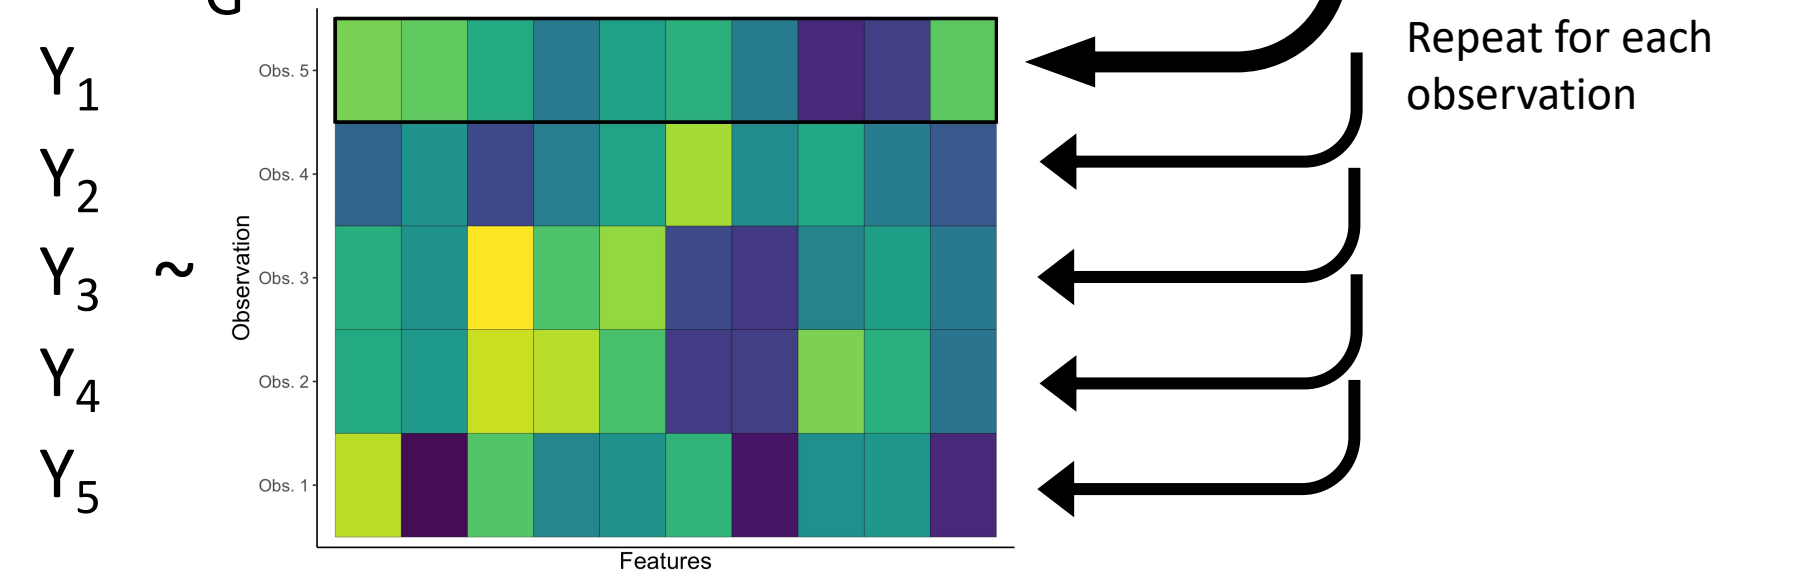 G
Y1
Y2
Y3
Y4
Y5
~
Observation
Obs. 5
Obs. 4
Obs. 3
Obs. 2
Obs. 1
Features
Repeat for each
observation